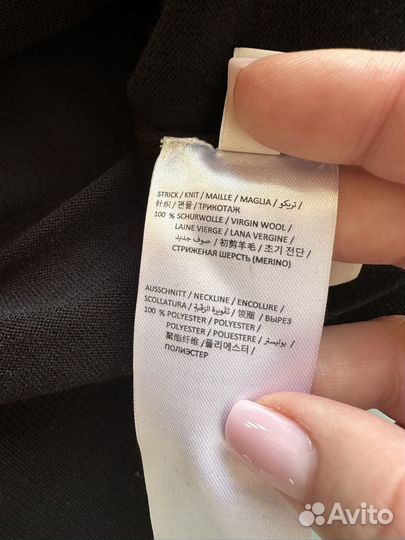 STRICK / KNIT / MAILLE / MAGLIA / تريكو /
针织 / 편물 / ТРИКОТАЖ
100 % SCHURWOLLE / VIRGIN WOOL /
LAINE VIERGE / LANA VERGINE /
صوف جديد / 初剪羊毛 / 초기 전단 /
СТРИЖЕНАЯ ШЕРСТЬ (MERINO)
AUSSCHNITT / NECKLINE / ENCOLURE /
SCOLLATURA / تقويرة الرقبة / 领圈 / ВЫРЕЗ
100 % POLYESTER / POLYESTER /
POLYESTER / POLIESTERE / بوليستر /
聚酯纤维 / 폴리에스터 /
ПОЛИЭСТЕР
Avito